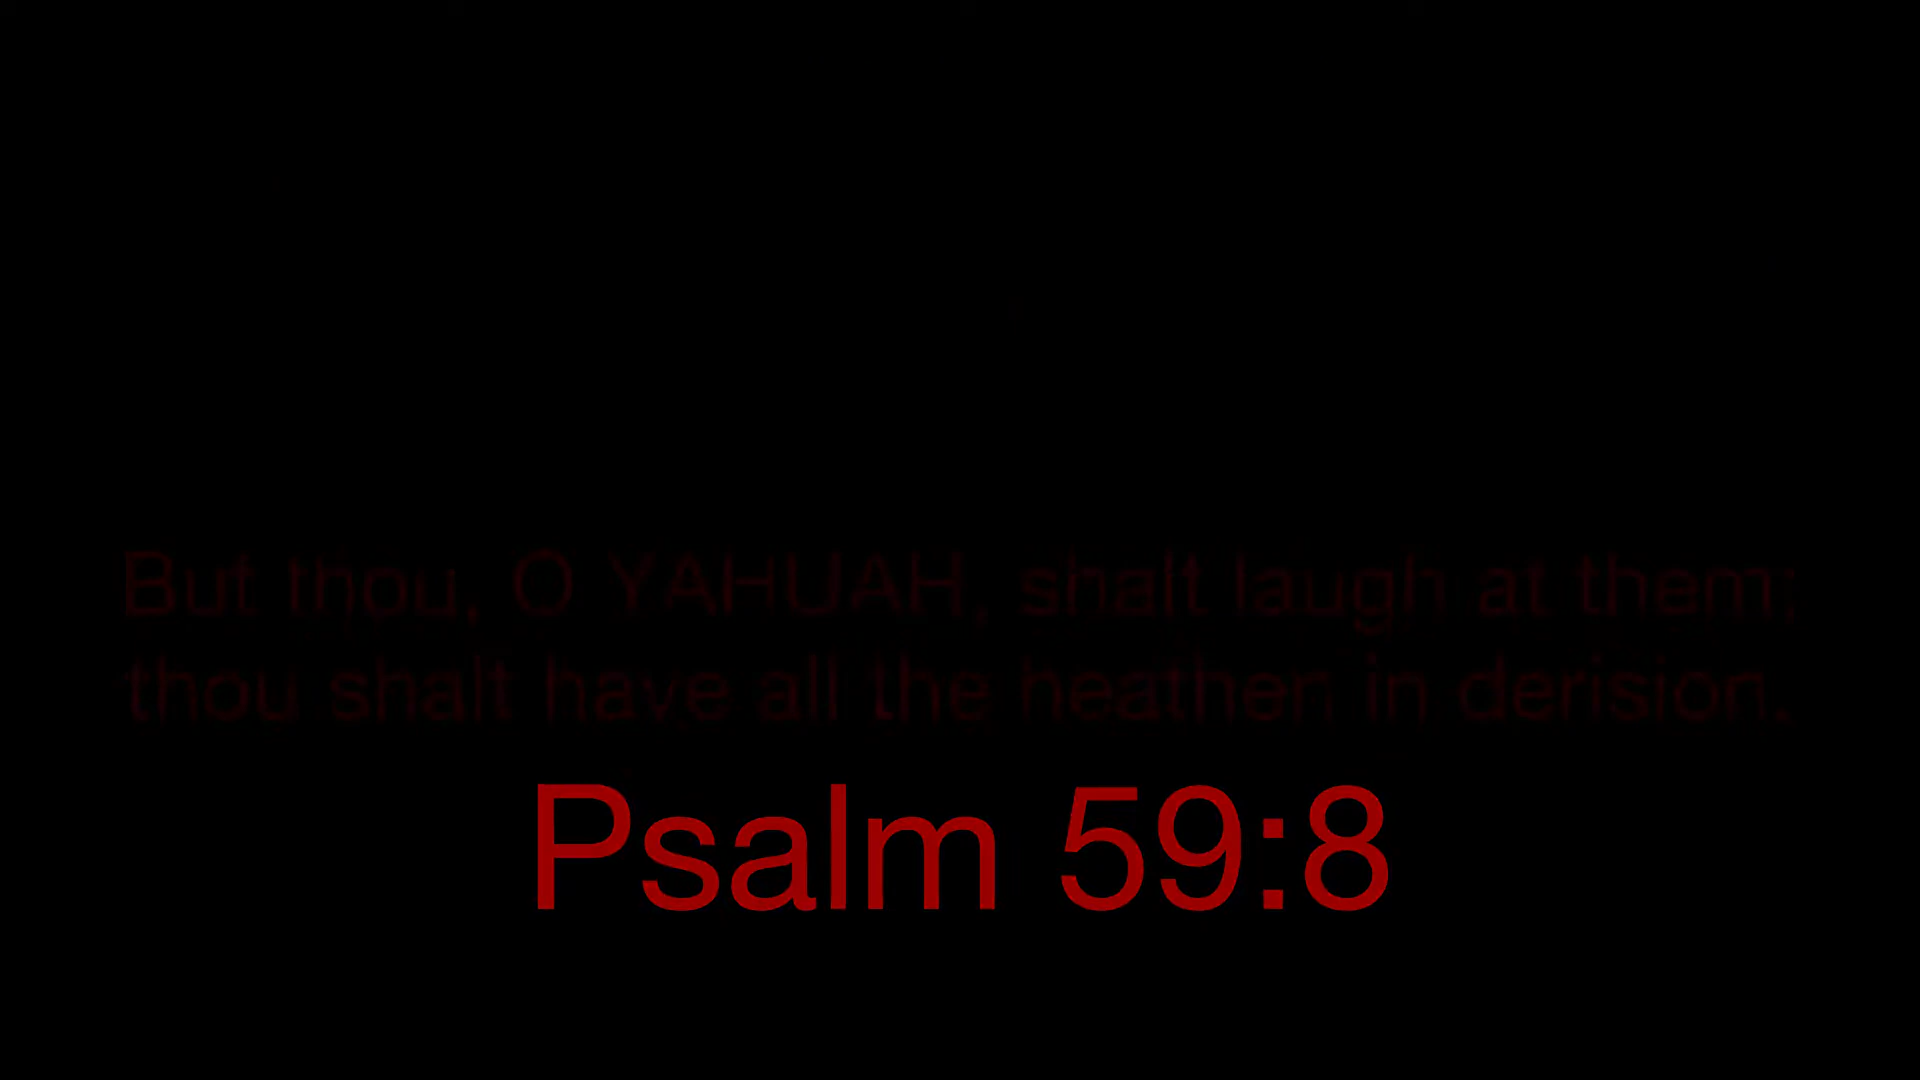 But thou, O YAHUAH, shalt laugh at them;
thou shalt have all the heathen in derision.
Psalm 59:8